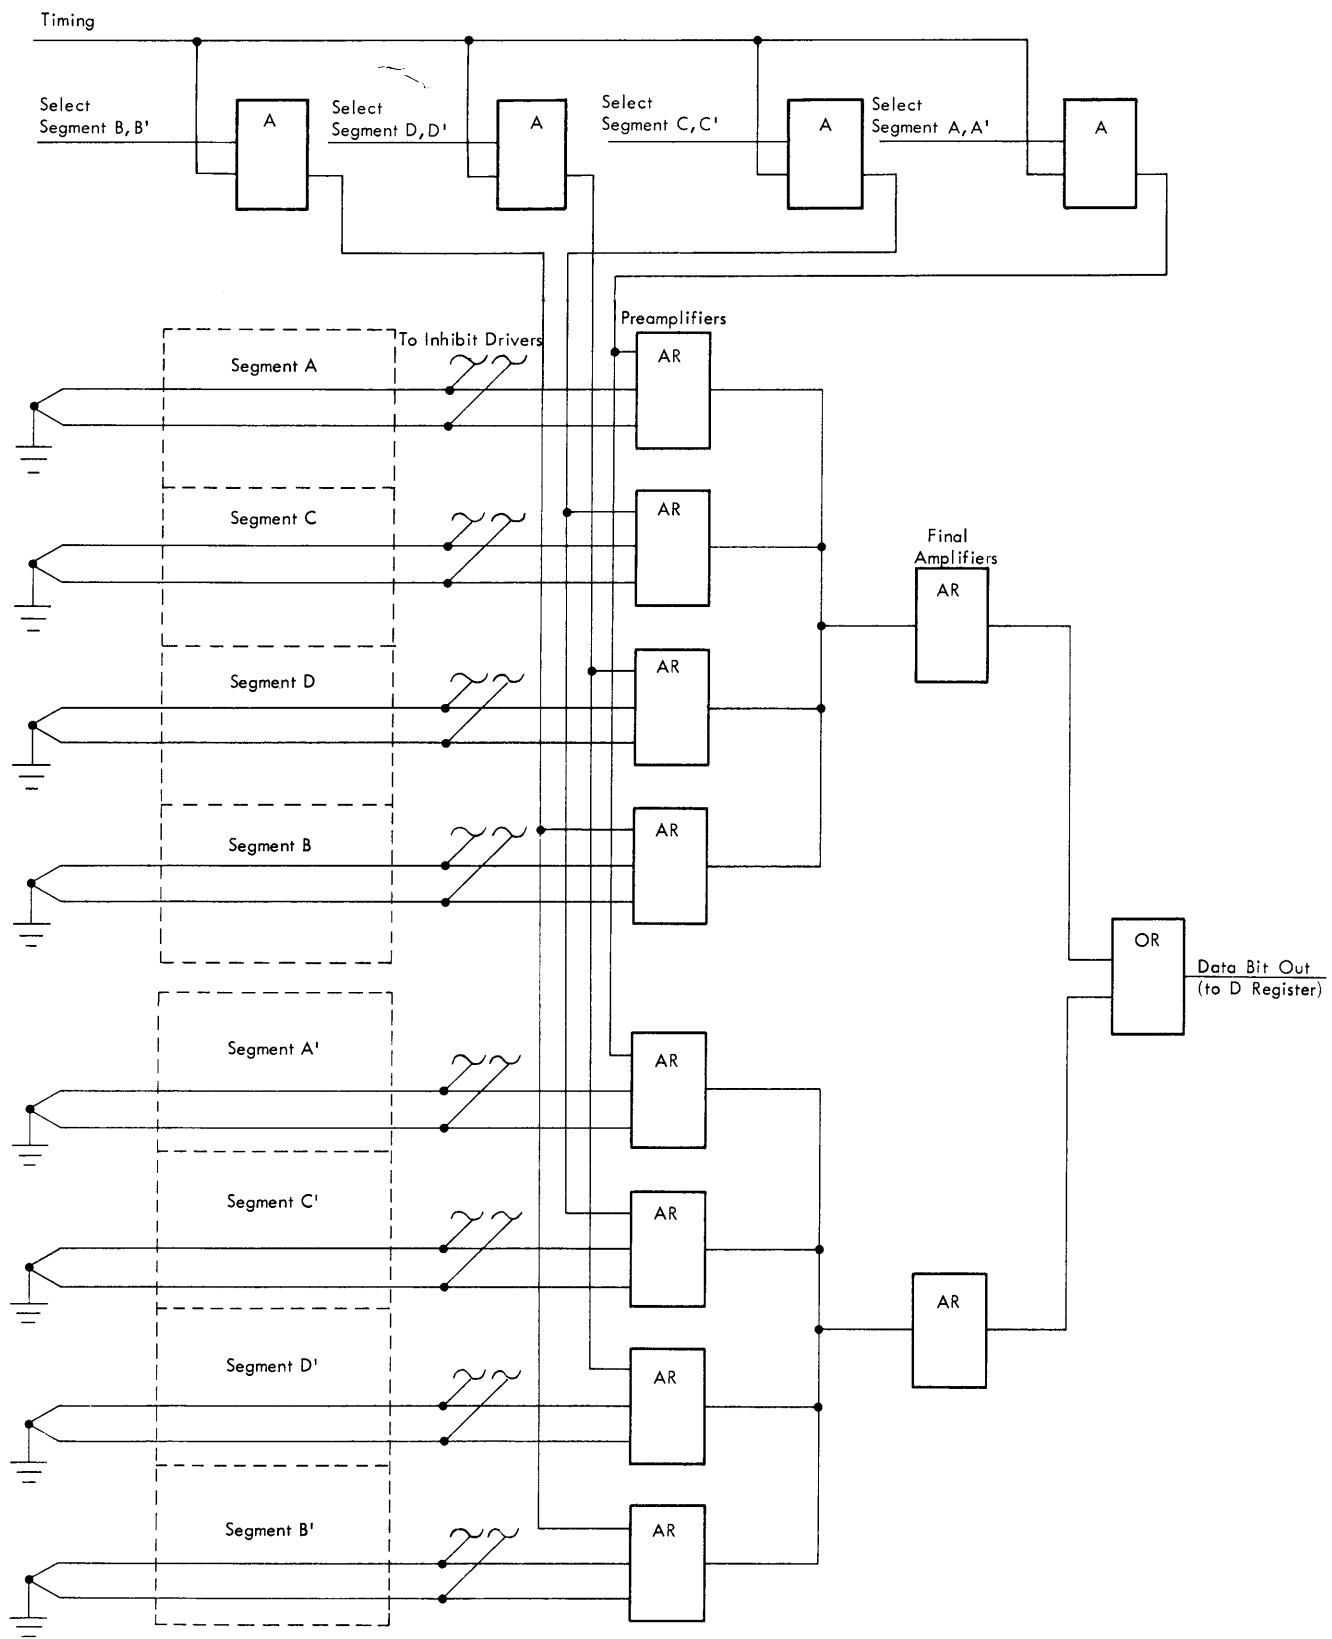 Timing
Select
Segment B, B'
A
Select
Segment D, D'
A
Select
Segment C, C'
A
Select
Segment A, A'
A
To Inhibit Drivers
Preamplifiers
Segment A
AR
Segment C
AR
Final
Amplifiers
AR
Segment D
AR
Segment B
AR
OR
Data Bit Out
(to D Register)
Segment A'
AR
Segment C'
AR
AR
Segment D'
AR
Segment B'
AR